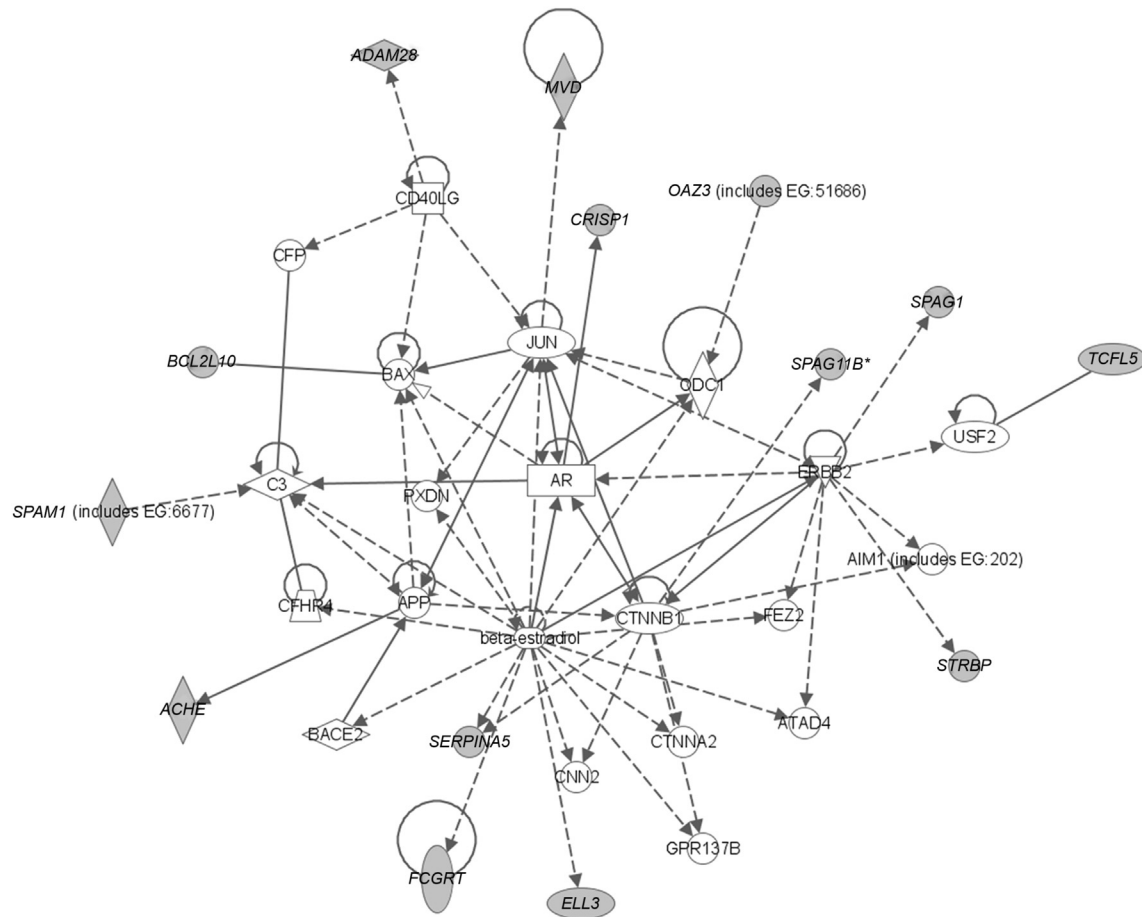 ADAM28
MVD
CD40LG
OAZ3 (includes EG:51686)
CRISP1
CFP
SPAG1
JUN
BCL2L10
BAX
ODC1
SPAG11B*
TCFL5
USF2
C3
AR
ERBB2
PXDN
SPAM1 (includes EG:6677)
AIM1 (includes EG:202)
CFHR4
APP
CTNNB1
FEZ2
beta-estradiol
STRBP
ACHE
BACE2
SERPINA5
CTNNA2
ATAD4
CNN2
GPR137B
FCGRT
ELL3